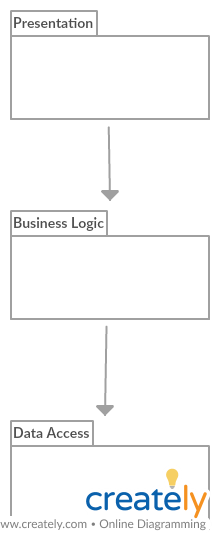 Presentation
Business Logic
Data Access
creately
www.creately.com • Online Diagramming